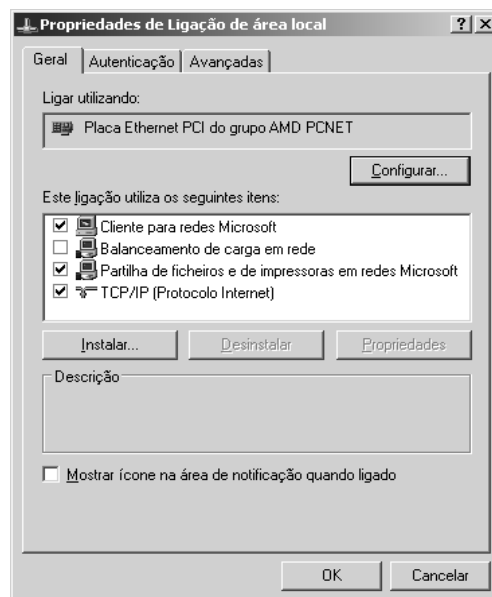 Propriedades de Ligação de área local
Geral
Autenticação
Avançadas
Ligar utilizando:
Placa Ethernet PCI do grupo AMD PCNET
Configurar...
Este ligação utiliza os seguintes itens:
Cliente para redes Microsoft
Balanceamento de carga em rede
Partilha de ficheiros e de impressoras em redes Microsoft
TCP/IP (Protocolo Internet)
Instalar...
Desinstalar
Propriedades
Descrição
Mostrar ícone na área de notificação quando ligado
OK
Cancelar